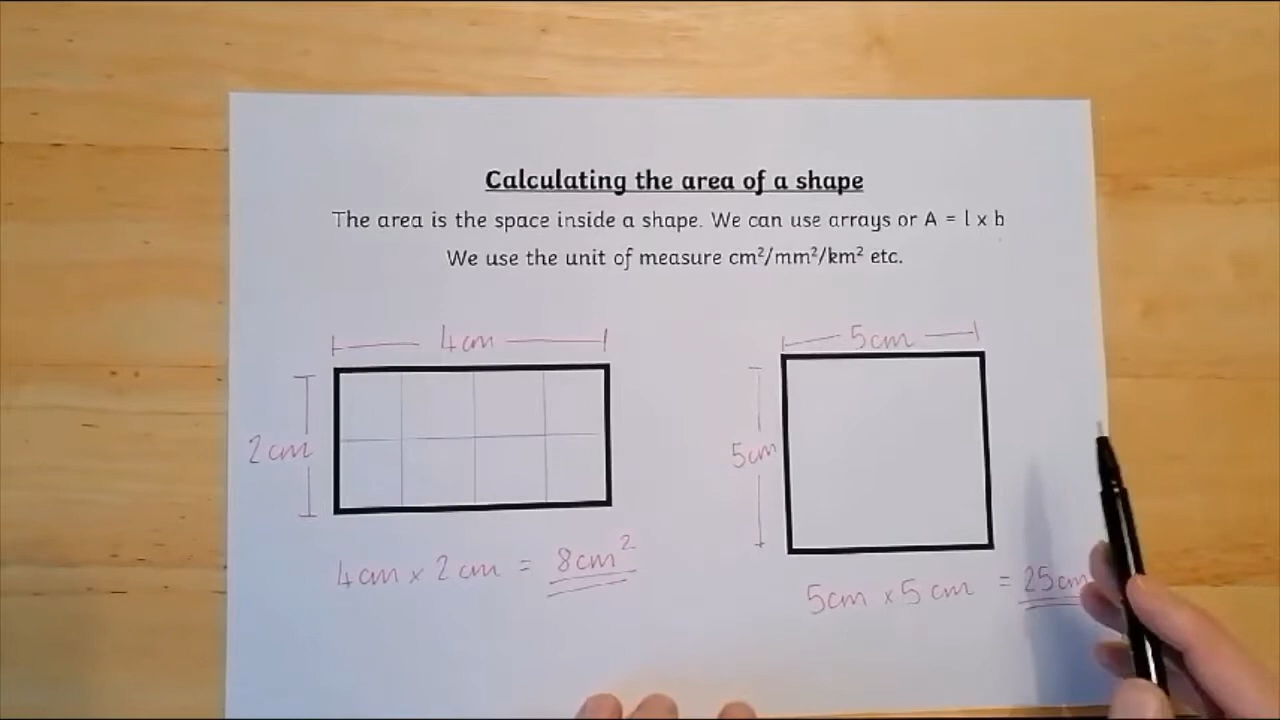 Calculating the area of a shape
The area is the space inside a shape. We can use arrays or A = l x b
We use the unit of measure cm²/mm²/km² etc.
4cm
2cm
4cm x 2cm = 8cm²
5cm
5cm
5cm x 5cm = 25cm